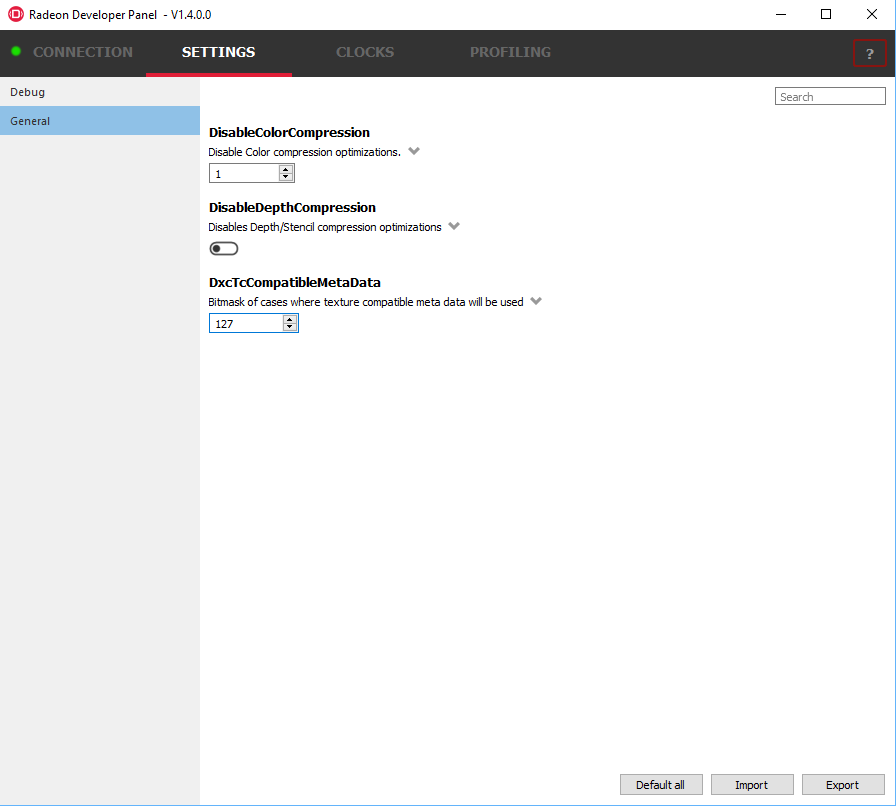 Radeon Developer Panel - V1.4.0.0
CONNECTION SETTINGS CLOCKS PROFILING ?
Debug
General
Search
DisableColorCompression
Disable Color compression optimizations.
1
DisableDepthCompression
Disables Depth/Stencil compression optimizations
DxcTcCompatibleMetaData
Bitmask of cases where texture compatible meta data will be used
127
Default all Import Export